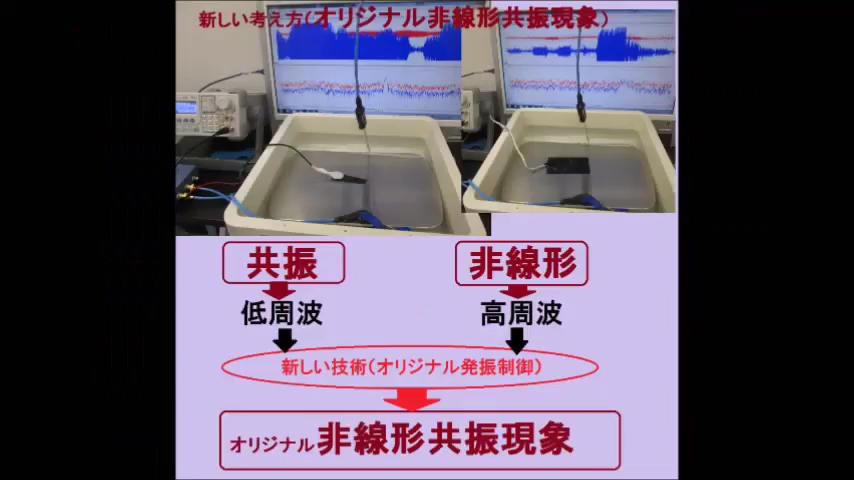 新しい考え方(オリジナル非線形共振現象)
共振
非線形
低周波
高周波
新しい技術(オリジナル発振制御)
オリジナル非線形共振現象